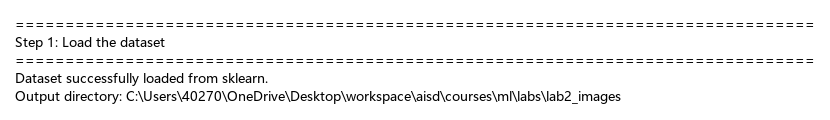 ================================================================================
Step 1: Load the dataset
================================================================================
Dataset successfully loaded from sklearn.
Output directory: C:\Users\40270\OneDrive\Desktop\workspace\aisd\courses\ml\labs\lab2_images